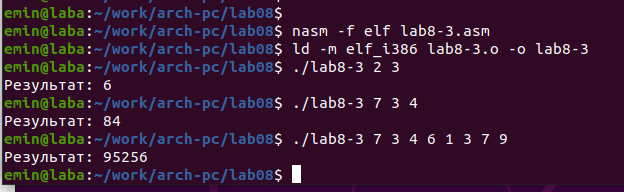 emin@laba:~/work/arch-pc/lab08$
emin@laba:~/work/arch-pc/lab08$ nasm -f elf lab8-3.asm
emin@laba:~/work/arch-pc/lab08$ ld -m elf_i386 lab8-3.o -o lab8-3
emin@laba:~/work/arch-pc/lab08$ ./lab8-3 2 3
Результат: 6
emin@laba:~/work/arch-pc/lab08$ ./lab8-3 7 3 4
Результат: 84
emin@laba:~/work/arch-pc/lab08$ ./lab8-3 7 3 4 6 1 3 7 9
Результат: 95256
emin@laba:~/work/arch-pc/lab08$